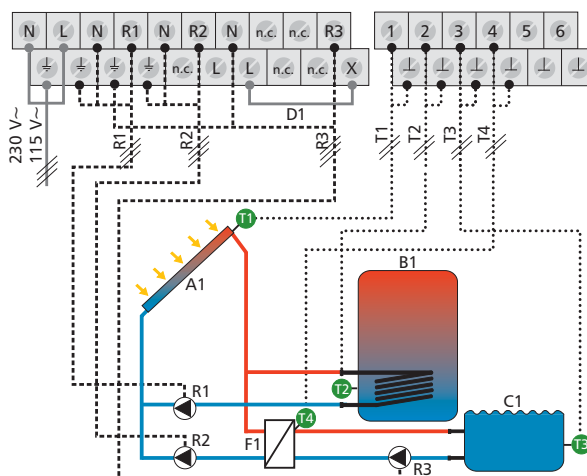 N L N R1 N R2 N n.c. n.c. R3
n.c. L L n.c. n.c. X
1 2 3 4 5 6
D1
230 V~
115 V~
R1
R2
R3
T1
T2
T3
T4
T1
A1
B1
T2
R1
T4
C1
F1
R2
T3
R3